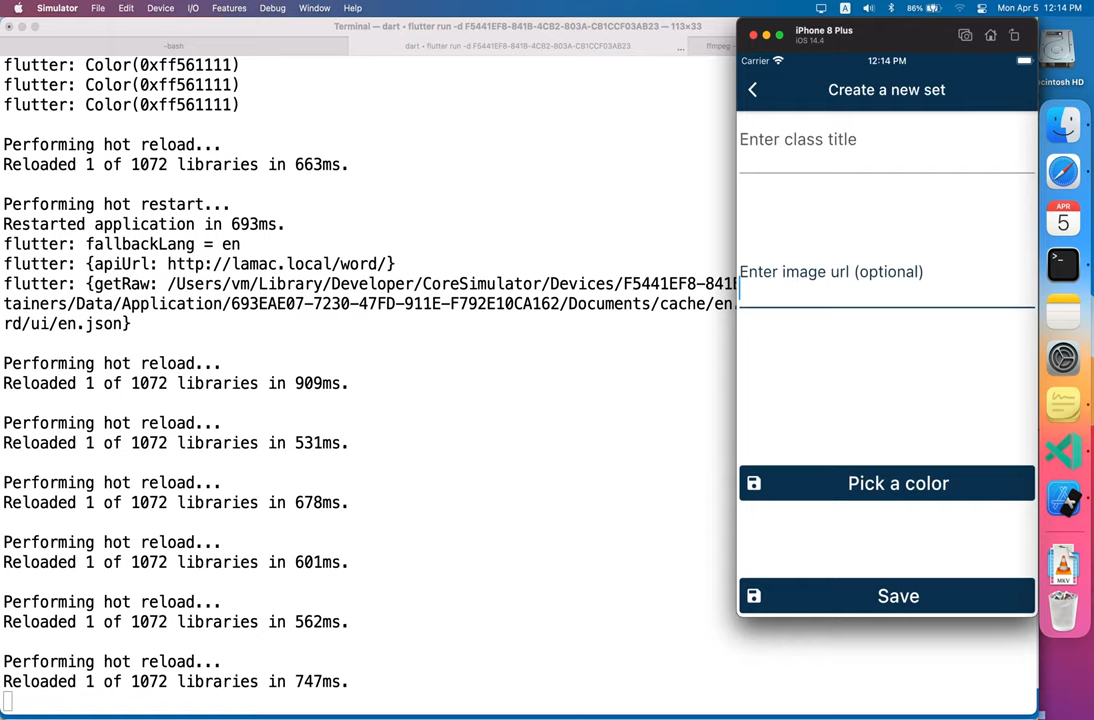 Simulator File Edit Device I/O Features Debug Window Help
A 86% Mon Apr 5 12:14 PM
Terminal — dart • flutter run -d F5441EF8-841B-4CB2-803A-CB1CCF03AB23 — 113×33
-bash
dart • flutter run -d F5441EF8-841B-4CB2-803A-CB1CCF03AB23
...
ffmpeg
flutter: Color(0xff561111)
flutter: Color(0xff561111)
flutter: Color(0xff561111)
Performing hot reload...
Reloaded 1 of 1072 libraries in 663ms.
Performing hot restart...
Restarted application in 693ms.
flutter: fallbackLang = en
flutter: {apiUrl: http://lamac.local/word/}
flutter: {getRaw: /Users/vm/Library/Developer/CoreSimulator/Devices/F5441EF8-841B
tainers/Data/Application/693EAE07-7230-47FD-911E-F792E10CA162/Documents/cache/en.
rd/ui/en.json}
Performing hot reload...
Reloaded 1 of 1072 libraries in 909ms.
Performing hot reload...
Reloaded 1 of 1072 libraries in 531ms.
Performing hot reload...
Reloaded 1 of 1072 libraries in 678ms.
Performing hot reload...
Reloaded 1 of 1072 libraries in 601ms.
Performing hot reload...
Reloaded 1 of 1072 libraries in 562ms.
Performing hot reload...
Reloaded 1 of 1072 libraries in 747ms.
iPhone 8 Plus
iOS 14.4
Carrier 12:14 PM
Create a new set
Enter class title
Enter image url (optional)
Pick a color
Save
cintosh HD
APR
5
>_
MKV